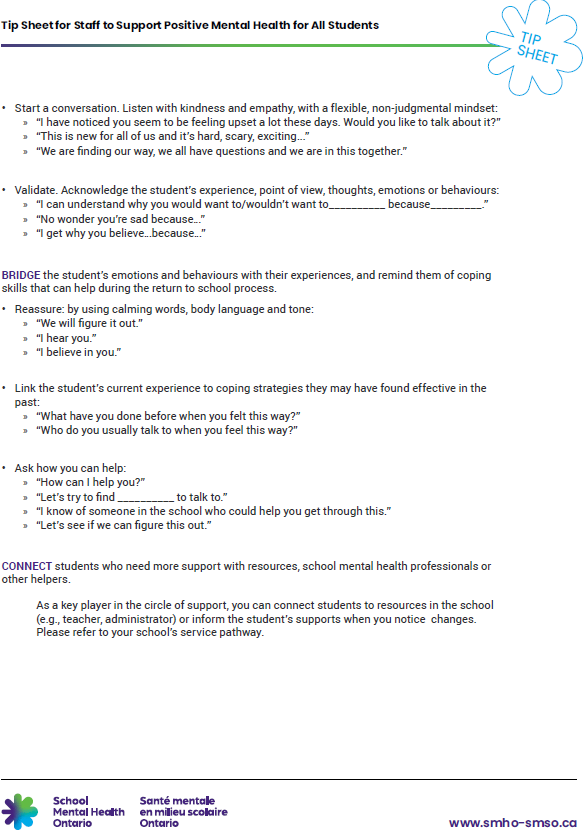 Tip Sheet for Staff to Support Positive Mental Health for All Students
TIP
SHEET
• Start a conversation. Listen with kindness and empathy, with a flexible, non-judgmental mindset:
» “I have noticed you seem to be feeling upset a lot these days. Would you like to talk about it?”
» “This is new for all of us and it’s hard, scary, exciting...”
» “We are finding our way, we all have questions and we are in this together.”
• Validate. Acknowledge the student’s experience, point of view, thoughts, emotions or behaviours:
» “I can understand why you would want to/wouldn’t want to__________ because_________.”
» “No wonder you’re sad because...”
» “I get why you believe...because...”
BRIDGE the student’s emotions and behaviours with their experiences, and remind them of coping
skills that can help during the return to school process.
• Reassure: by using calming words, body language and tone:
» “We will figure it out.”
» “I hear you.”
» “I believe in you.”
• Link the student’s current experience to coping strategies they may have found effective in the
past:
» “What have you done before when you felt this way?”
» “Who do you usually talk to when you feel this way?”
• Ask how you can help:
» “How can I help you?”
» “Let’s try to find __________ to talk to.”
» “I know of someone in the school who could help you get through this.”
» “Let’s see if we can figure this out.”
CONNECT students who need more support with resources, school mental health professionals or
other helpers.
As a key player in the circle of support, you can connect students to resources in the school
(e.g., teacher, administrator) or inform the student’s supports when you notice changes.
Please refer to your school’s service pathway.
School
Mental Health
Ontario
Santé mentale
en milieu scolaire
Ontario
www.smho-smso.ca